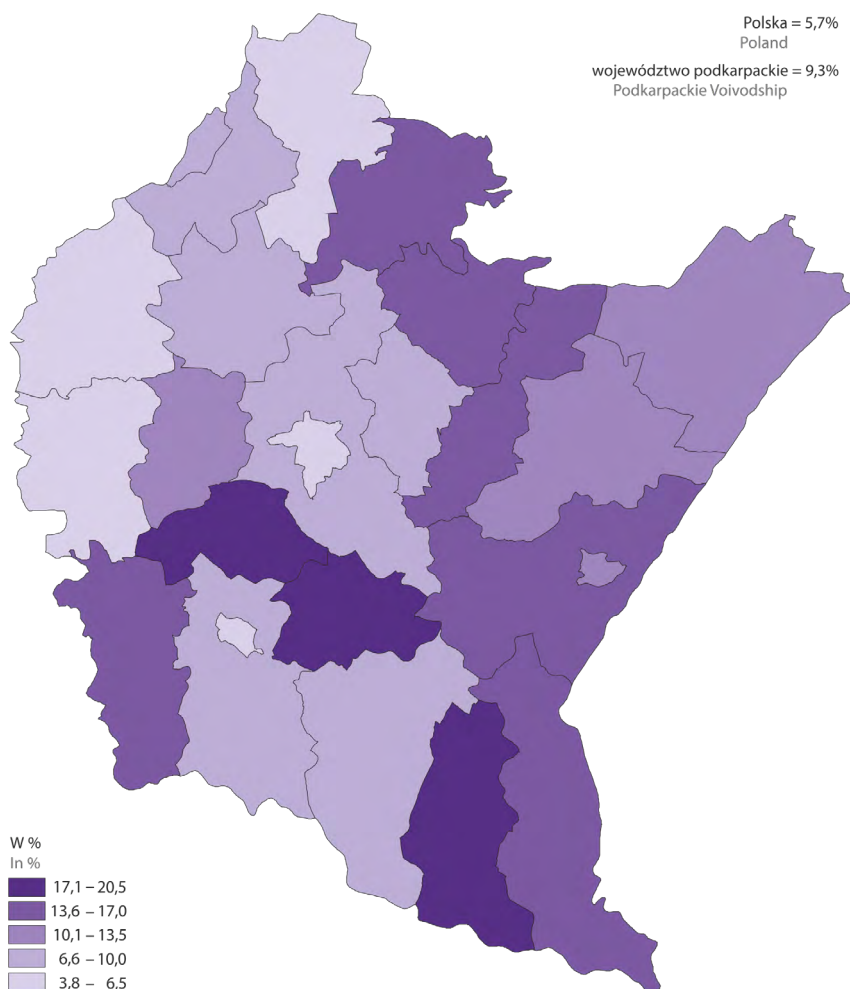 Polska = 5,7%
Poland
województwo podkarpackie = 9,3%
Podkarpackie Voivodship
W %
In %
17,1 – 20,5
13,6 – 17,0
10,1 – 13,5
6,6 – 10,0
3,8 – 6,5